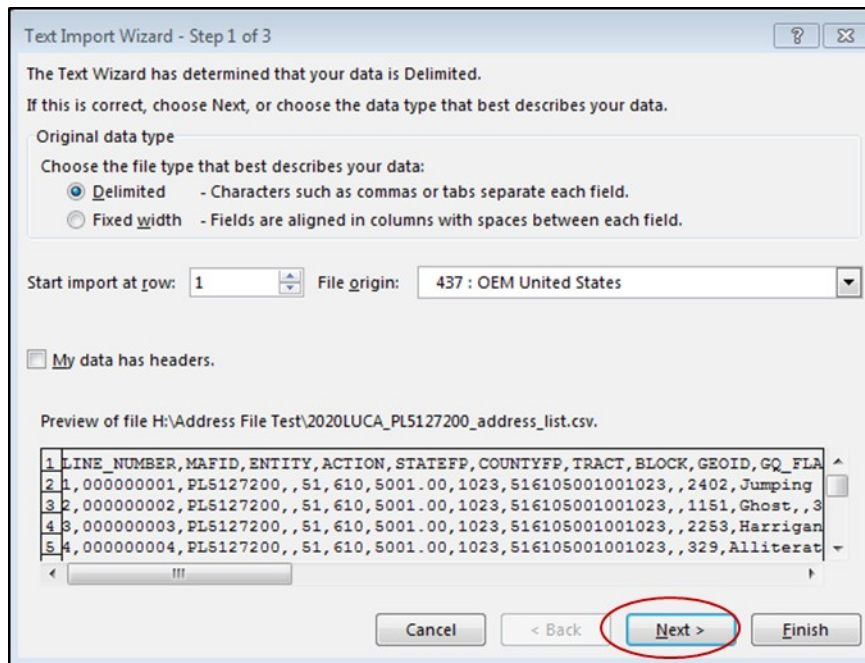 Text Import Wizard - Step 1 of 3
The Text Wizard has determined that your data is Delimited.
If this is correct, choose Next, or choose the data type that best describes your data.
Original data type
Choose the file type that best describes your data:
Delimited - Characters such as commas or tabs separate each field.
Fixed width - Fields are aligned in columns with spaces between each field.
Start import at row: 1 File origin: 437 : OEM United States
My data has headers.
Preview of file H:\Address File Test\2020LUCA_PL5127200_address_list.csv.
1 LINE_NUMBER,MAFID,ENTITY,ACTION,STATEFP,COUNTYFP,TRACT,BLOCK,GEOID,GQ_FLA
2 1,000000001,PL5127200,,51,610,5001.00,1023,516105001001023,,2402,Jumping
3 2,000000002,PL5127200,,51,610,5001.00,1023,516105001001023,,1151,Ghost,,3
4 3,000000003,PL5127200,,51,610,5001.00,1023,516105001001023,,2253,Harrigan
5 4,000000004,PL5127200,,51,610,5001.00,1023,516105001001023,,329,Alliterat
Cancel < Back Next > Finish